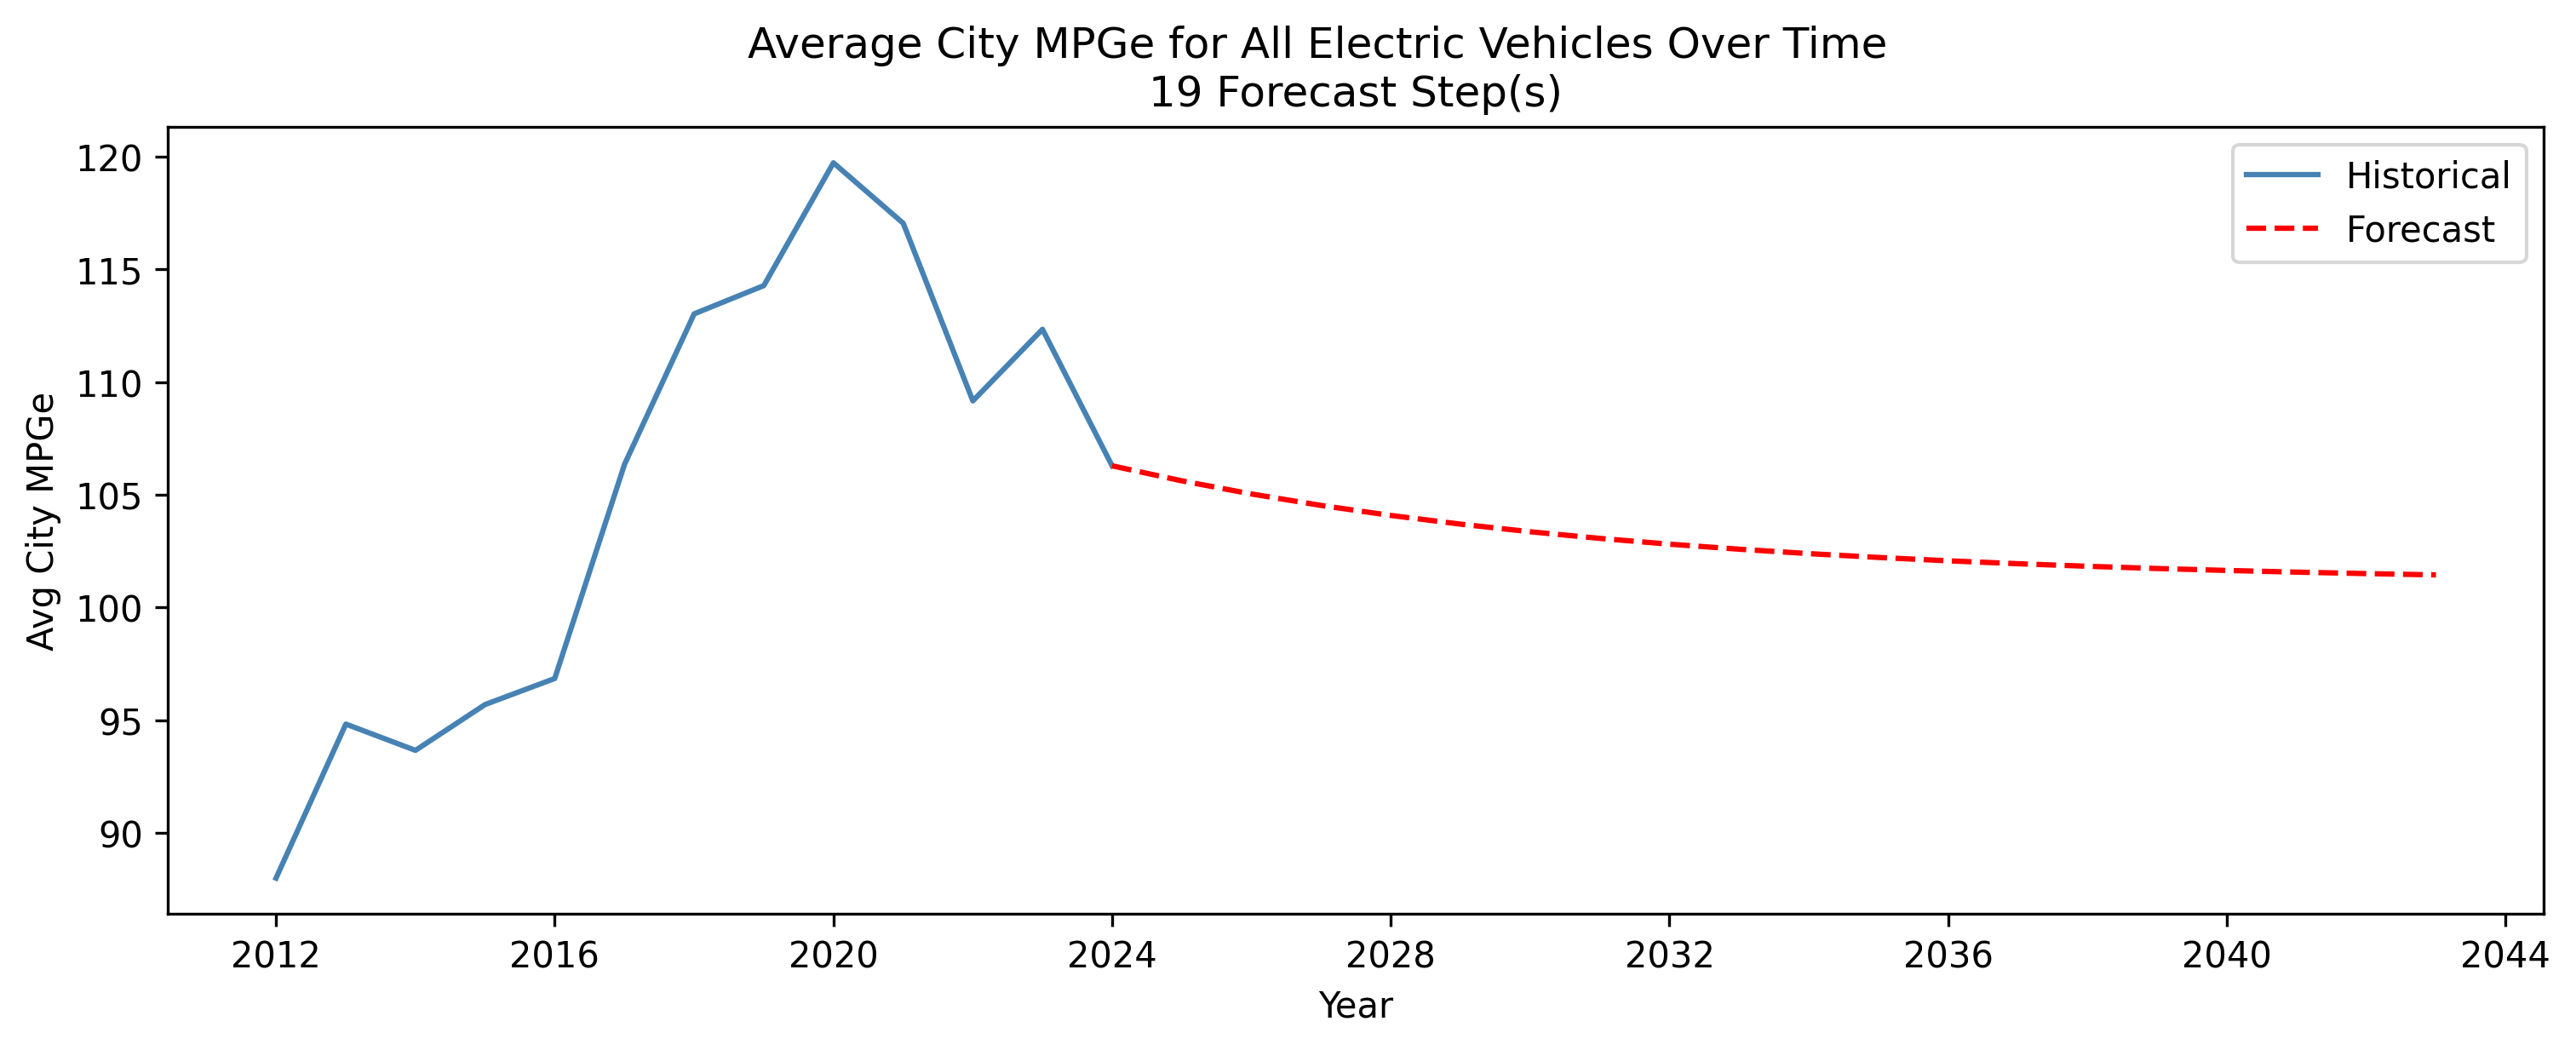 Average City MPGe for All Electric Vehicles Over Time
19 Forecast Step(s)
Historical
Forecast
120
115
110
105
100
95
90
Avg City MPGe
2012 2016 2020 2024 2028 2032 2036 2040 2044
Year